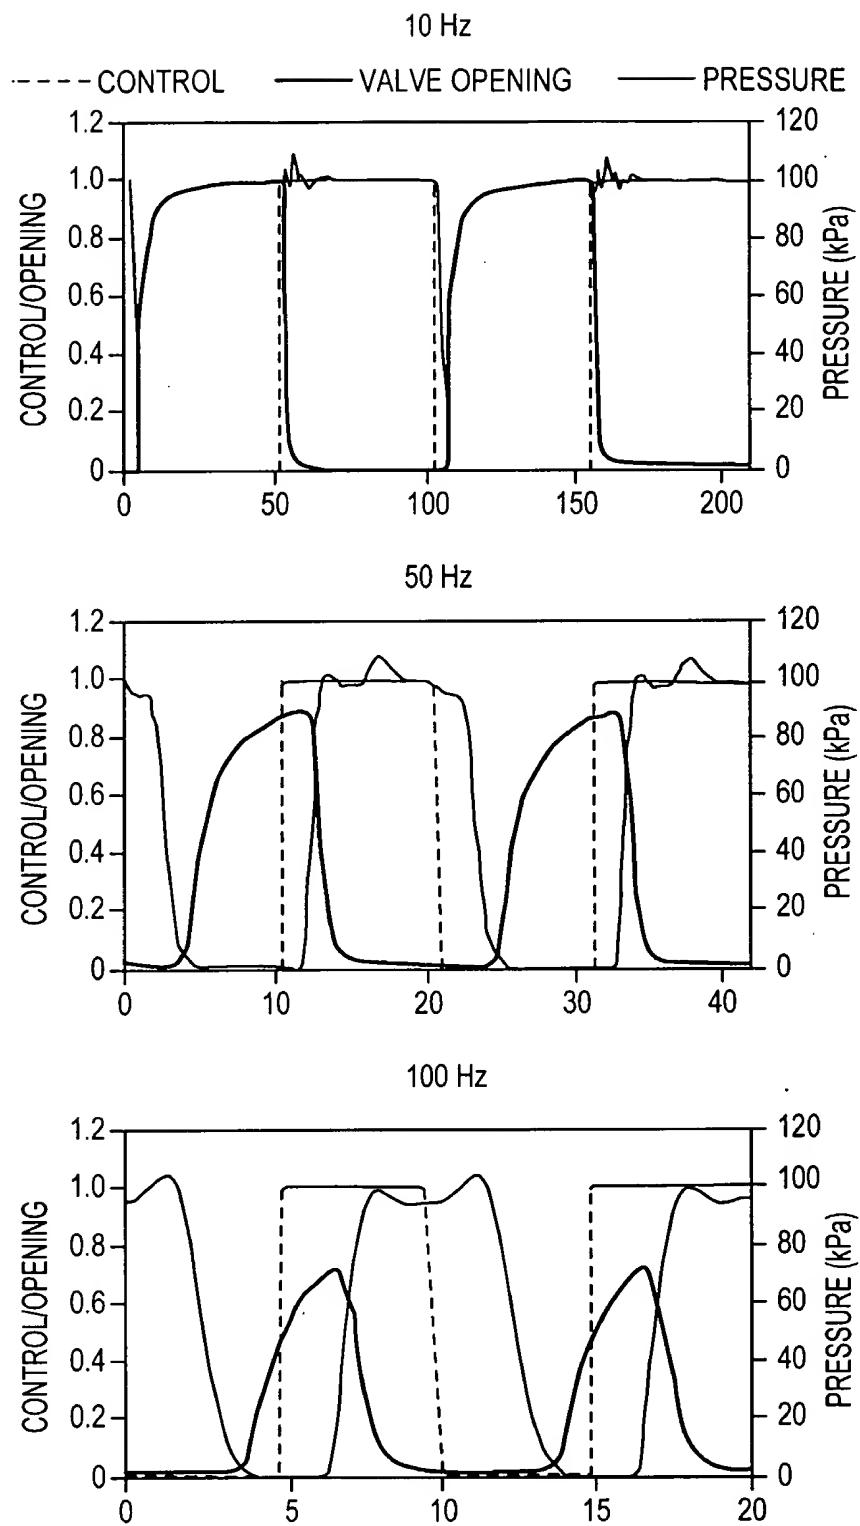 10 Hz
CONTROL VALVE OPENING PRESSURE
1.2 120
1.0 100
0.8 80
0.6 60
0.4 40
0.2 20
0 0
CONTROL/OPENING
PRESSURE (kPa)
0 50 100 150 200
50 Hz
1.2 120
1.0 100
0.8 80
0.6 60
0.4 40
0.2 20
0 0
CONTROL/OPENING
PRESSURE (kPa)
0 10 20 30 40
100 Hz
1.2 120
1.0 100
0.8 80
0.6 60
0.4 40
0.2 20
0 0
CONTROL/OPENING
PRESSURE (kPa)
0 5 10 15 20